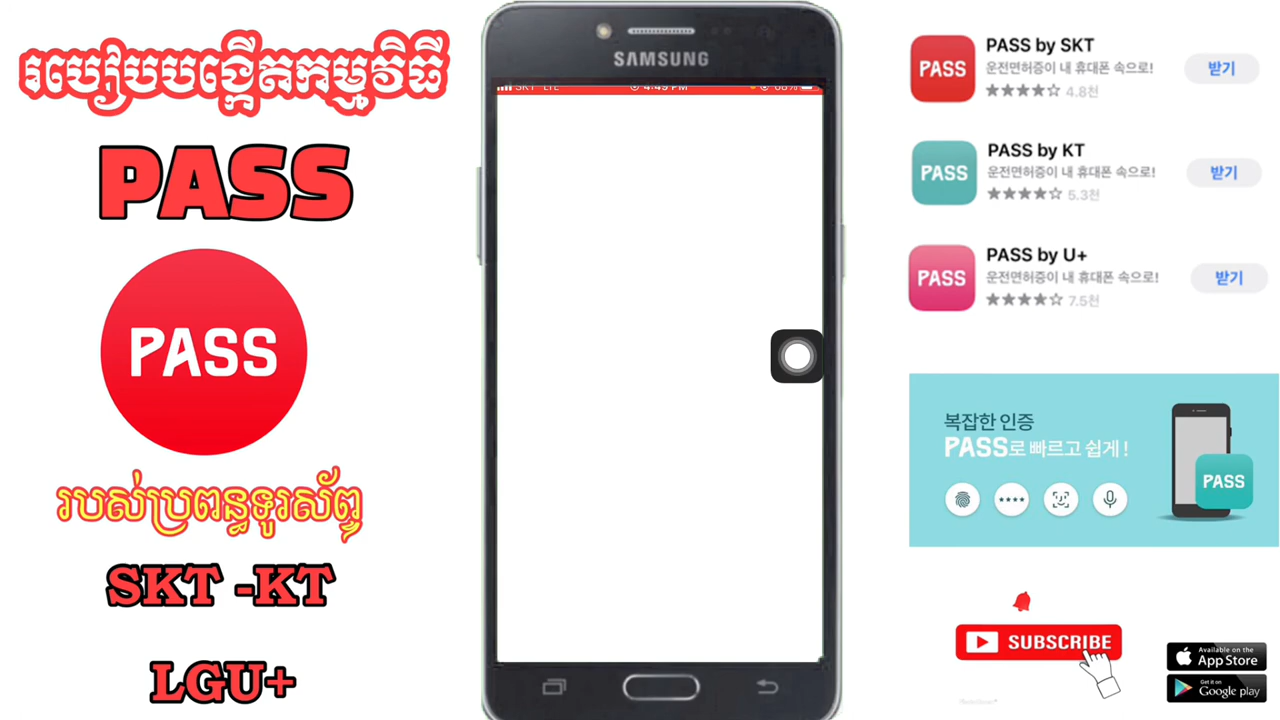 របៀបបង្កើតកម្មវិធី
PASS
PASS
របស់ប្រពន្ធទូរស័ព្ទ
SKT -KT
LGU+
SAMSUNG
SKT LTE 4:49 PM 68%
PASS
PASS by SKT
운전면허증이 내 휴대폰 속으로!
4.8천
받기
PASS
PASS by KT
운전면허증이 내 휴대폰 속으로!
5.3천
받기
PASS
PASS by U+
운전면허증이 내 휴대폰 속으로!
7.5천
받기
복잡한 인증
PASS로 빠르고 쉽게!
PASS
SUBSCRIBE
Available on the
App Store
Get it on
Google play